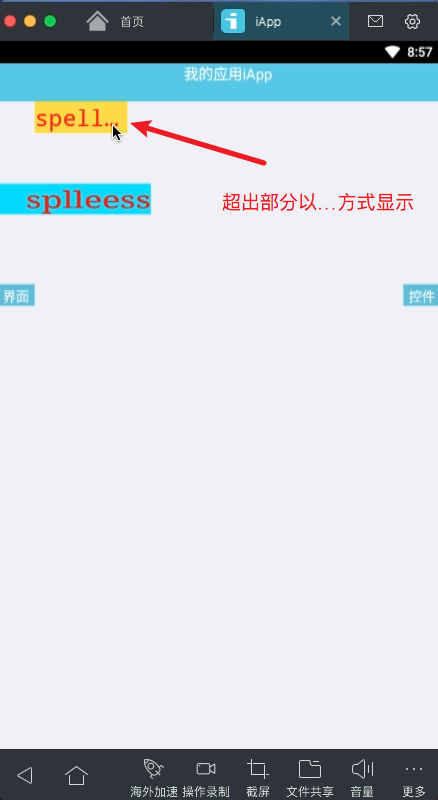 首页
iApp
8:57
我的应用iApp
spell…
splleess
超出部分以…方式显示
界面
控件
海外加速
操作录制
截屏
文件共享
音量
更多